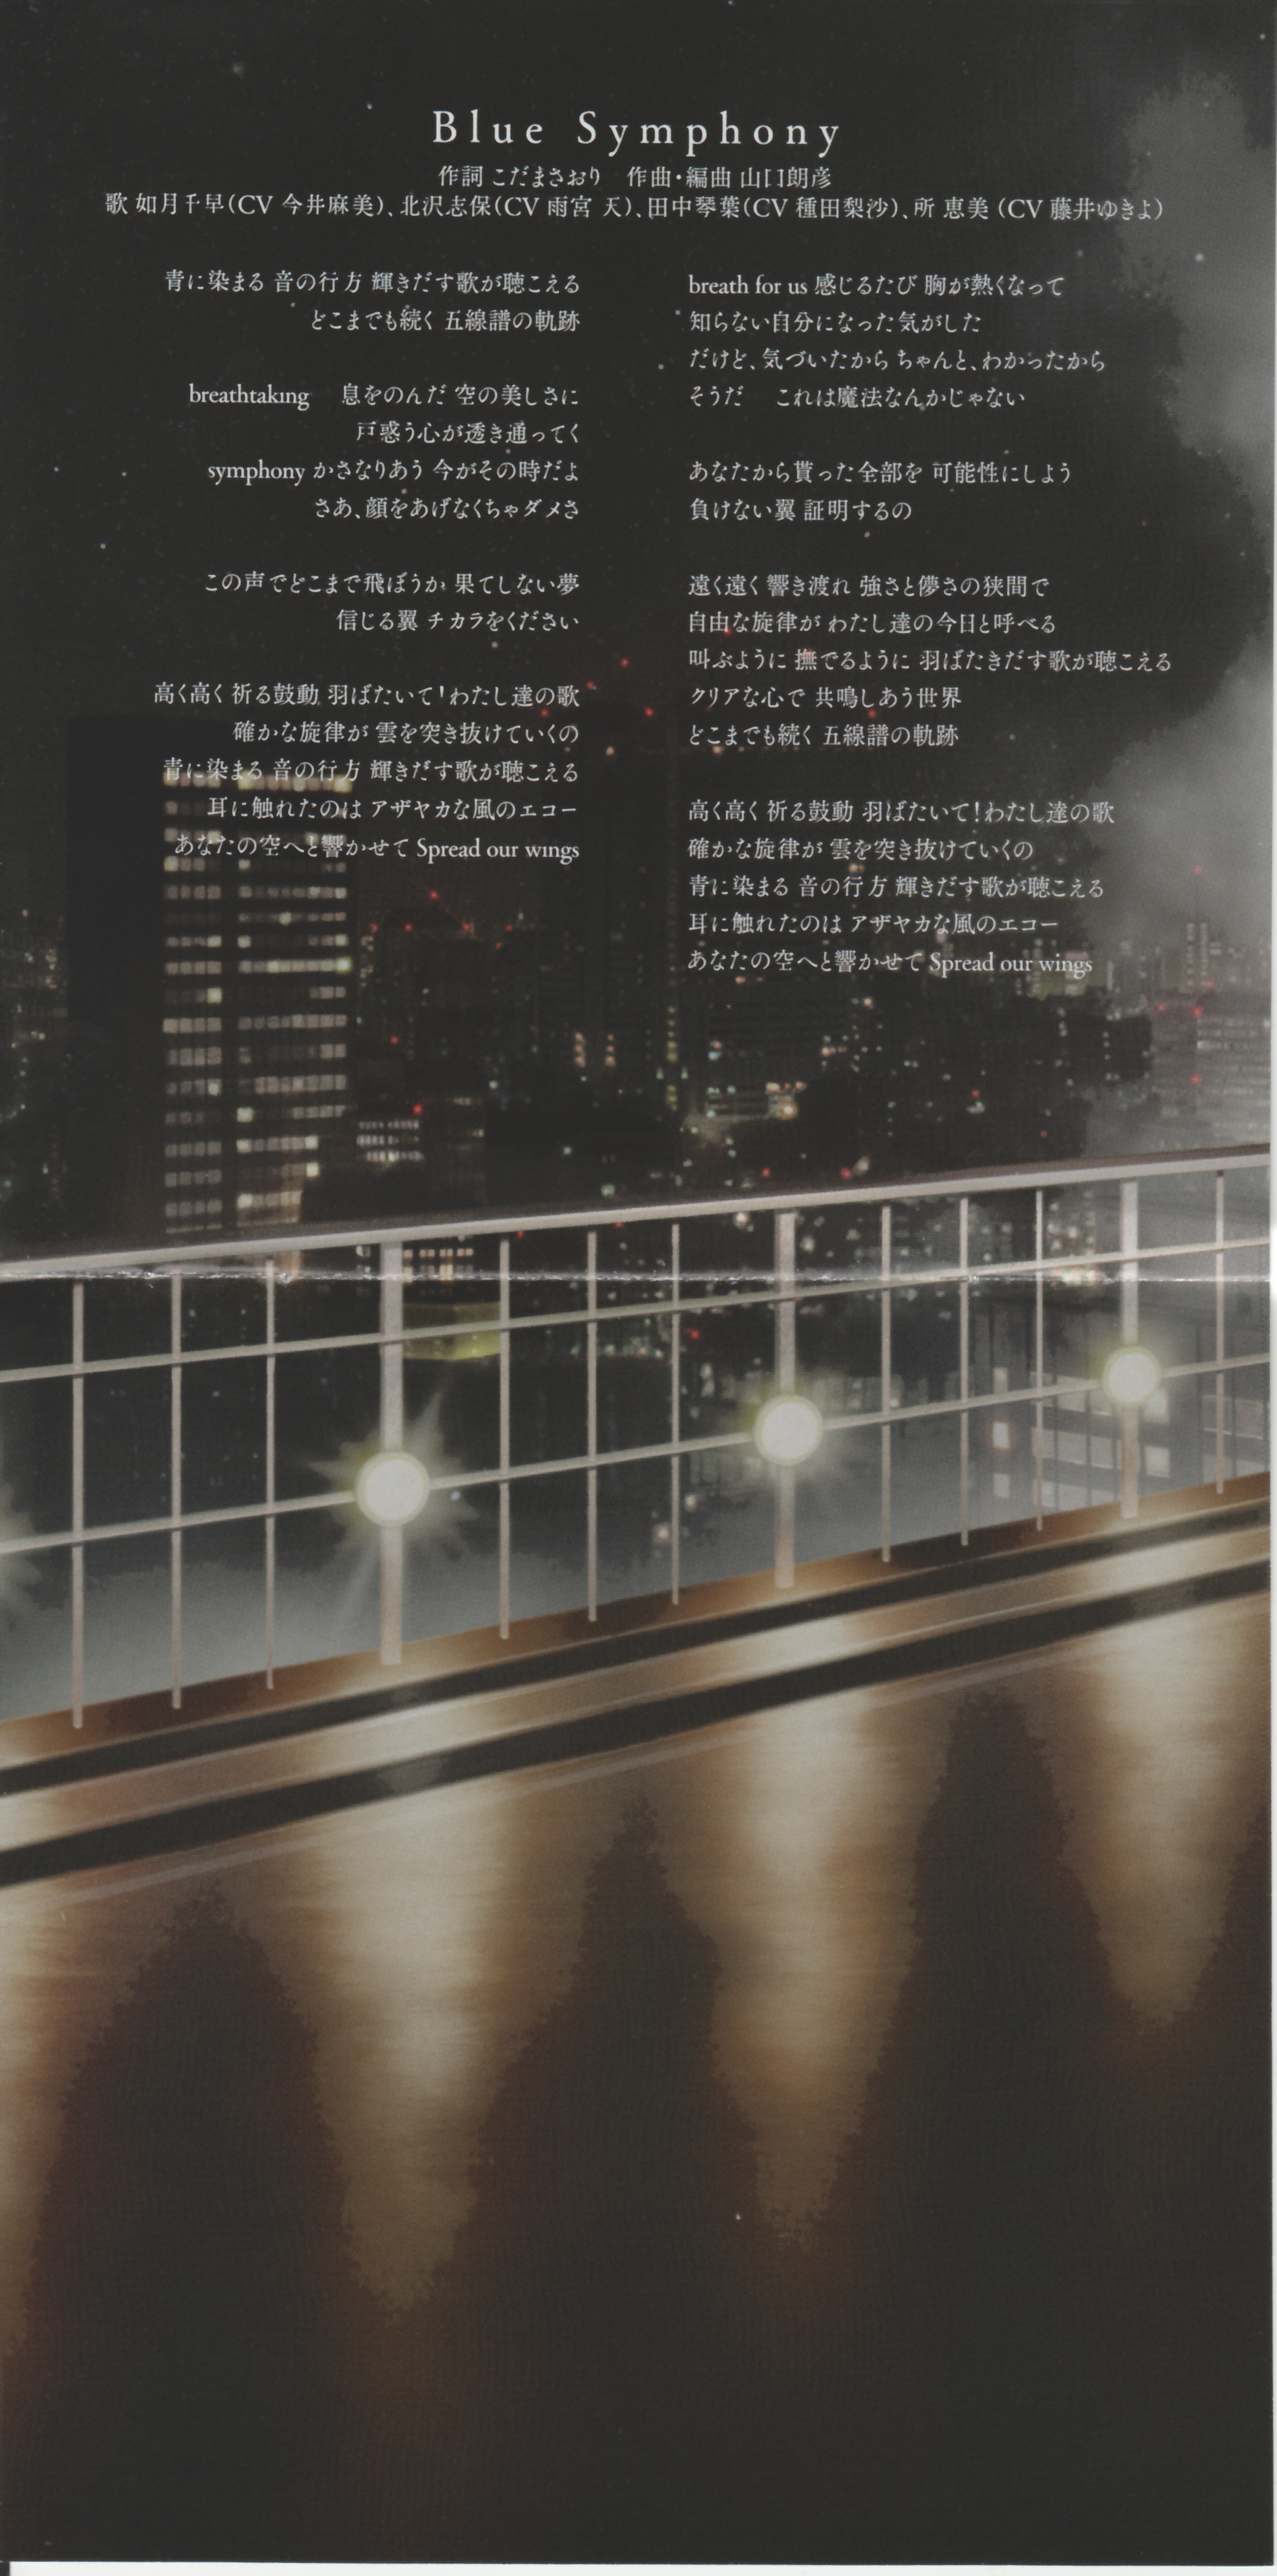 Blue Symphony
作詞 こだまさおり 作曲・編曲 山口朗彦
歌 如月千早(CV 今井麻美)、北沢志保(CV 雨宮 天)、田中琴葉(CV 種田梨沙)、所 恵美 (CV 藤井ゆきよ)
青に染まる 音の行方 輝きだす歌が聴こえる
どこまでも続く 五線譜の軌跡
breathtaking 息をのんだ 空の美しさに
戸惑う心が透き通ってく
symphony かさなりあう 今がその時だよ
さあ、顔をあげなくちゃダメさ
この声でどこまで飛ぼうか 果てしない夢
信じる翼 チカラをください
高く高く 祈る鼓動 羽ばたいて!わたし達の歌
確かな旋律が 雲を突き抜けていくの
青に染まる 音の行方 輝きだす歌が聴こえる
耳に触れたのは アザヤカな風のエコー
あなたの空へと響かせて Spread our wings
breath for us 感じるたび 胸が熱くなって
知らない自分になった気がした
だけど、気づいたから ちゃんと、わかったから
そうだ これは魔法なんかじゃない
あなたから貰った全部を 可能性にしよう
負けない翼 証明するの
遠く遠く 響き渡れ 強さと儚さの狭間で
自由な旋律が わたし達の今日と呼べる
叫ぶように 撫でるように 羽ばたきだす歌が聴こえる
クリアな心で 共鳴しあう世界
どこまでも続く 五線譜の軌跡
高く高く 祈る鼓動 羽ばたいて!わたし達の歌
確かな旋律が 雲を突き抜けていくの
青に染まる 音の行方 輝きだす歌が聴こえる
耳に触れたのは アザヤカな風のエコー
あなたの空へと響かせて Spread our wings